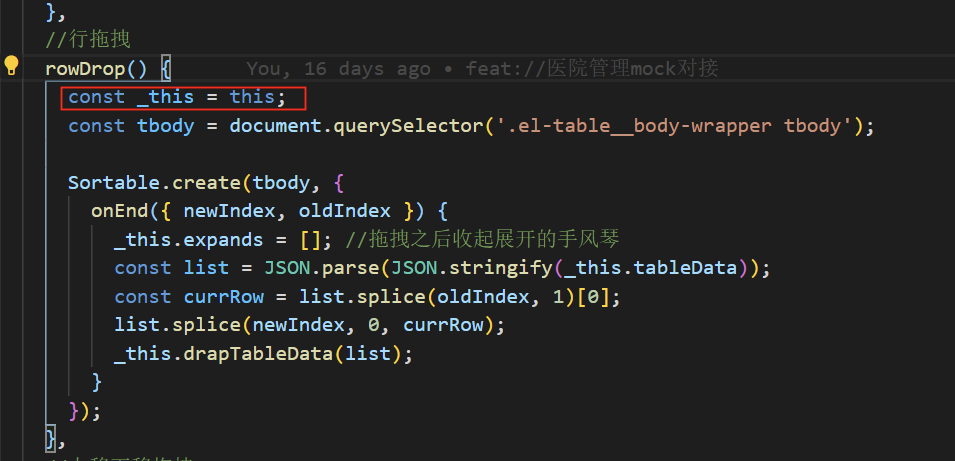 },
//行拖拽
rowDrop() { You, 16 days ago • feat://医院管理mock对接
const _this = this;
const tbody = document.querySelector('.el-table__body-wrapper tbody');
Sortable.create(tbody, {
onEnd({ newIndex, oldIndex }) {
_this.expands = []; //拖拽之后收起展开的手风琴
const list = JSON.parse(JSON.stringify(_this.tableData));
const currRow = list.splice(oldIndex, 1)[0];
list.splice(newIndex, 0, currRow);
_this.drapTableData(list);
}
});
},